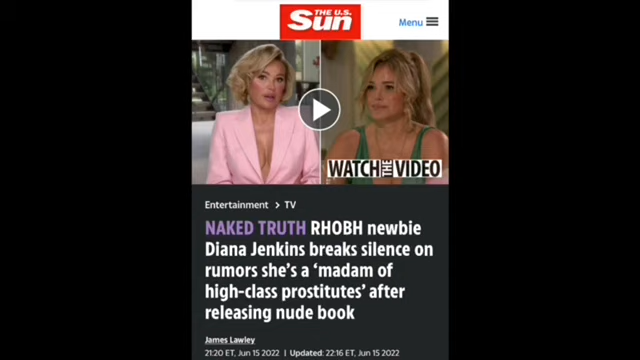 THE U.S.
Sun
Menu
WATCH THE VIDEO
Entertainment > TV
NAKED TRUTH RHOBH newbie
Diana Jenkins breaks silence on
rumors she's a ‘madam of
high-class prostitutes’ after
releasing nude book
James Lawley
21:20 ET, Jun 15 2022 | Updated: 22:16 ET, Jun 15 2022